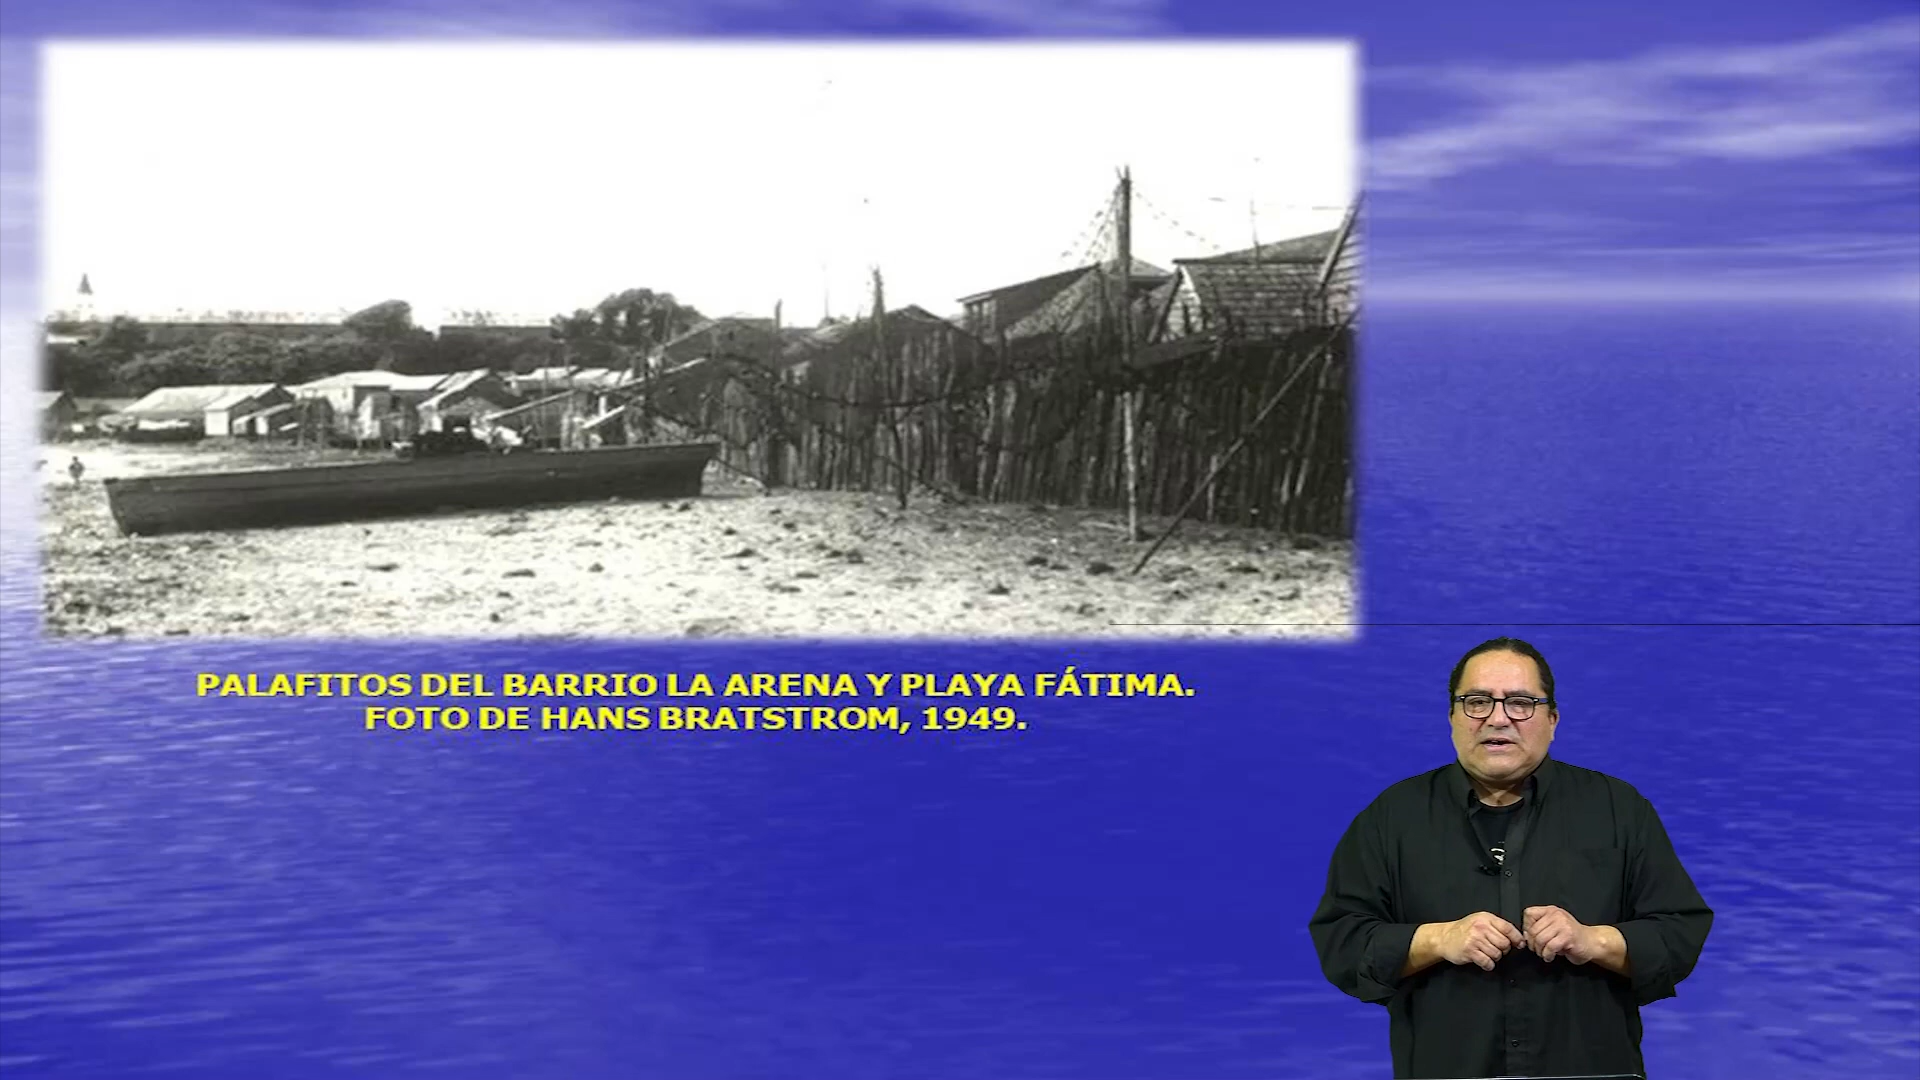 PALAFITOS DEL BARRIO LA ARENA Y PLAYA FÁTIMA.
FOTO DE HANS BRATSTROM, 1949.